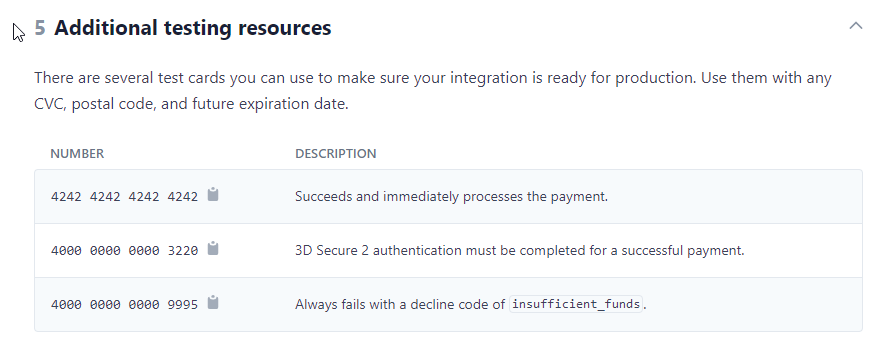 5 Additional testing resources
There are several test cards you can use to make sure your integration is ready for production. Use them with any
CVC, postal code, and future expiration date.
NUMBER DESCRIPTION
4242 4242 4242 4242 Succeeds and immediately processes the payment.
4000 0000 0000 3220 3D Secure 2 authentication must be completed for a successful payment.
4000 0000 0000 9995 Always fails with a decline code of insufficient_funds.